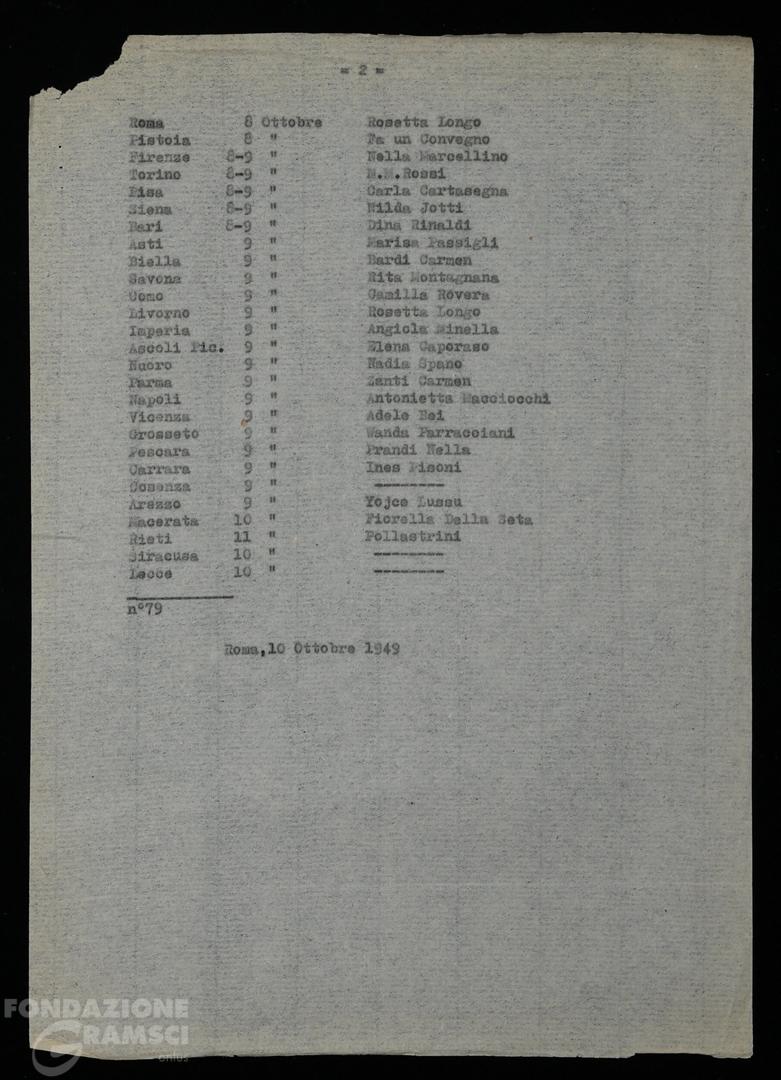 = 2 =
Roma 8 Ottobre Rosetta Longo
Pistoia 8 " Fa un Convegno
Firenze 8-9 " Nella Marcellino
Torino 8-9 " M.M.Rossi
Pisa 8-9 " Carla Cartasegna
Siena 8-9 " Nilda Jotti
Bari 8-9 " Dina Rinaldi
Asti 9 " Marisa Passigli
Biella 9 " Bardi Carmen
Savona 9 " Rita Montagnana
Como 9 " Camilla Rovera
Livorno 9 " Rosetta Longo
Imperia 9 " Angiola Minella
Ascoli Pic. 9 " Elena Caporaso
Nuoro 9 " Nadia Spano
Parma 9 " Zanti Carmen
Napoli 9 " Antonietta Macciocchi
Vicenza 9 " Adele Bei
Grosseto 9 " Wanda Parracciani
Pescara 9 " Prandi Nella
Carrara 9 " Ines Pisoni
Cosenza 9 " --------
Arezzo 9 " Yojce Lussu
Macerata 10 " Fiorella Della Seta
Rieti 11 " Pollastrini
Siracusa 10 " --------
Lecce 10 " --------
n°79
Roma,10 Ottobre 1949
FONDAZIONE
GRAMSCI
onlus